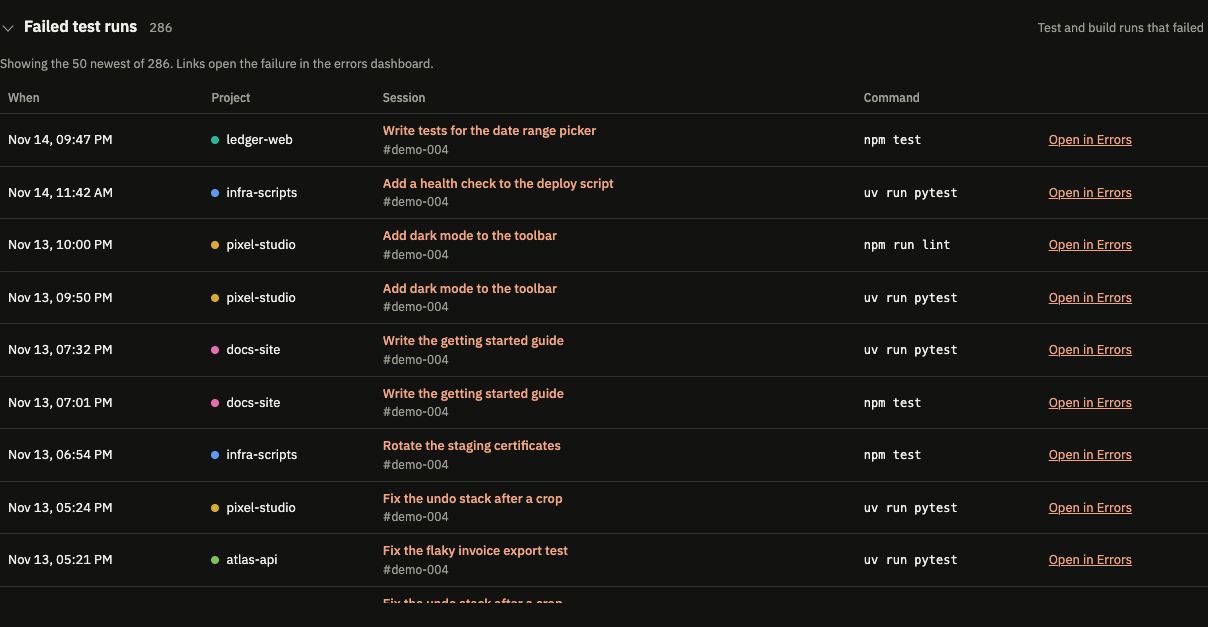 Failed test runs 286 Test and build runs that failed
Showing the 50 newest of 286. Links open the failure in the errors dashboard.
When Project Session Command
Nov 14, 09:47 PM ledger-web Write tests for the date range picker npm test Open in Errors
#demo-004
Nov 14, 11:42 AM infra-scripts Add a health check to the deploy script uv run pytest Open in Errors
#demo-004
Nov 13, 10:00 PM pixel-studio Add dark mode to the toolbar npm run lint Open in Errors
#demo-004
Nov 13, 09:50 PM pixel-studio Add dark mode to the toolbar uv run pytest Open in Errors
#demo-004
Nov 13, 07:32 PM docs-site Write the getting started guide uv run pytest Open in Errors
#demo-004
Nov 13, 07:01 PM docs-site Write the getting started guide npm test Open in Errors
#demo-004
Nov 13, 06:54 PM infra-scripts Rotate the staging certificates npm test Open in Errors
#demo-004
Nov 13, 05:24 PM pixel-studio Fix the undo stack after a crop uv run pytest Open in Errors
#demo-004
Nov 13, 05:21 PM atlas-api Fix the flaky invoice export test uv run pytest Open in Errors
#demo-004
Fix the undo stack after a crop